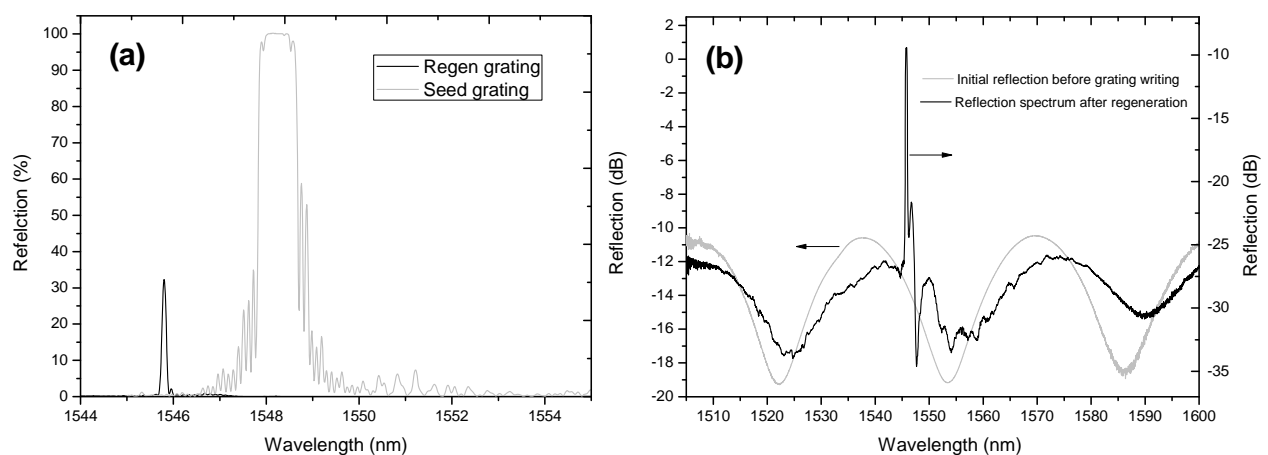 (a)
Regen grating
Seed grating
100
90
80
70
60
50
40
30
20
10
0
Refelction (%)
1544 1546 1548 1550 1552 1554
Wavelength (nm)
(b)
Initial reflection before grating writing
Reflection spectrum after regeneration
2
0
-2
-4
-6
-8
-10
-12
-14
-16
-18
-20
Reflection (dB)
-10
-15
-20
-25
-30
-35
Reflection (dB)
1510 1520 1530 1540 1550 1560 1570 1580 1590 1600
Wavelength (nm)